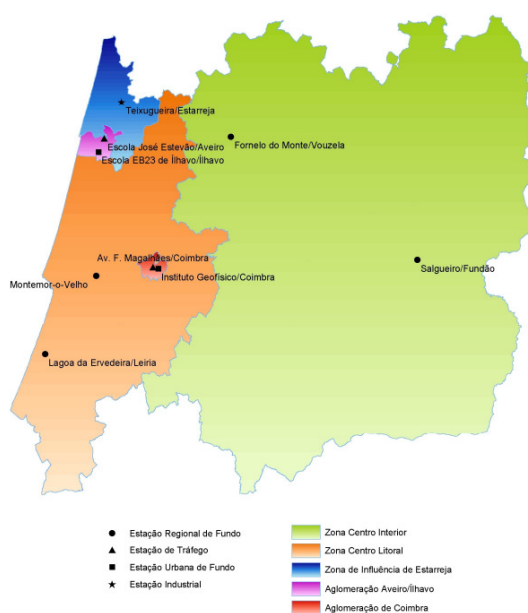 Teixugueira/Estarreja
Fornelo do Monte/Vouzela
Escola José Estevão/Aveiro
Escola EB23 de Ílhavo/Ílhavo
Av. F. Magalhães/Coimbra
Salgueiro/Fundão
Instituto Geofísico/Coimbra
Montemor-o-Velho
Lagoa da Ervedeira/Leiria
Estação Regional de Fundo
Estação de Tráfego
Estação Urbana de Fundo
Estação Industrial
Zona Centro Interior
Zona Centro Litoral
Zona de Influência de Estarreja
Aglomeração Aveiro/Ílhavo
Aglomeração de Coimbra